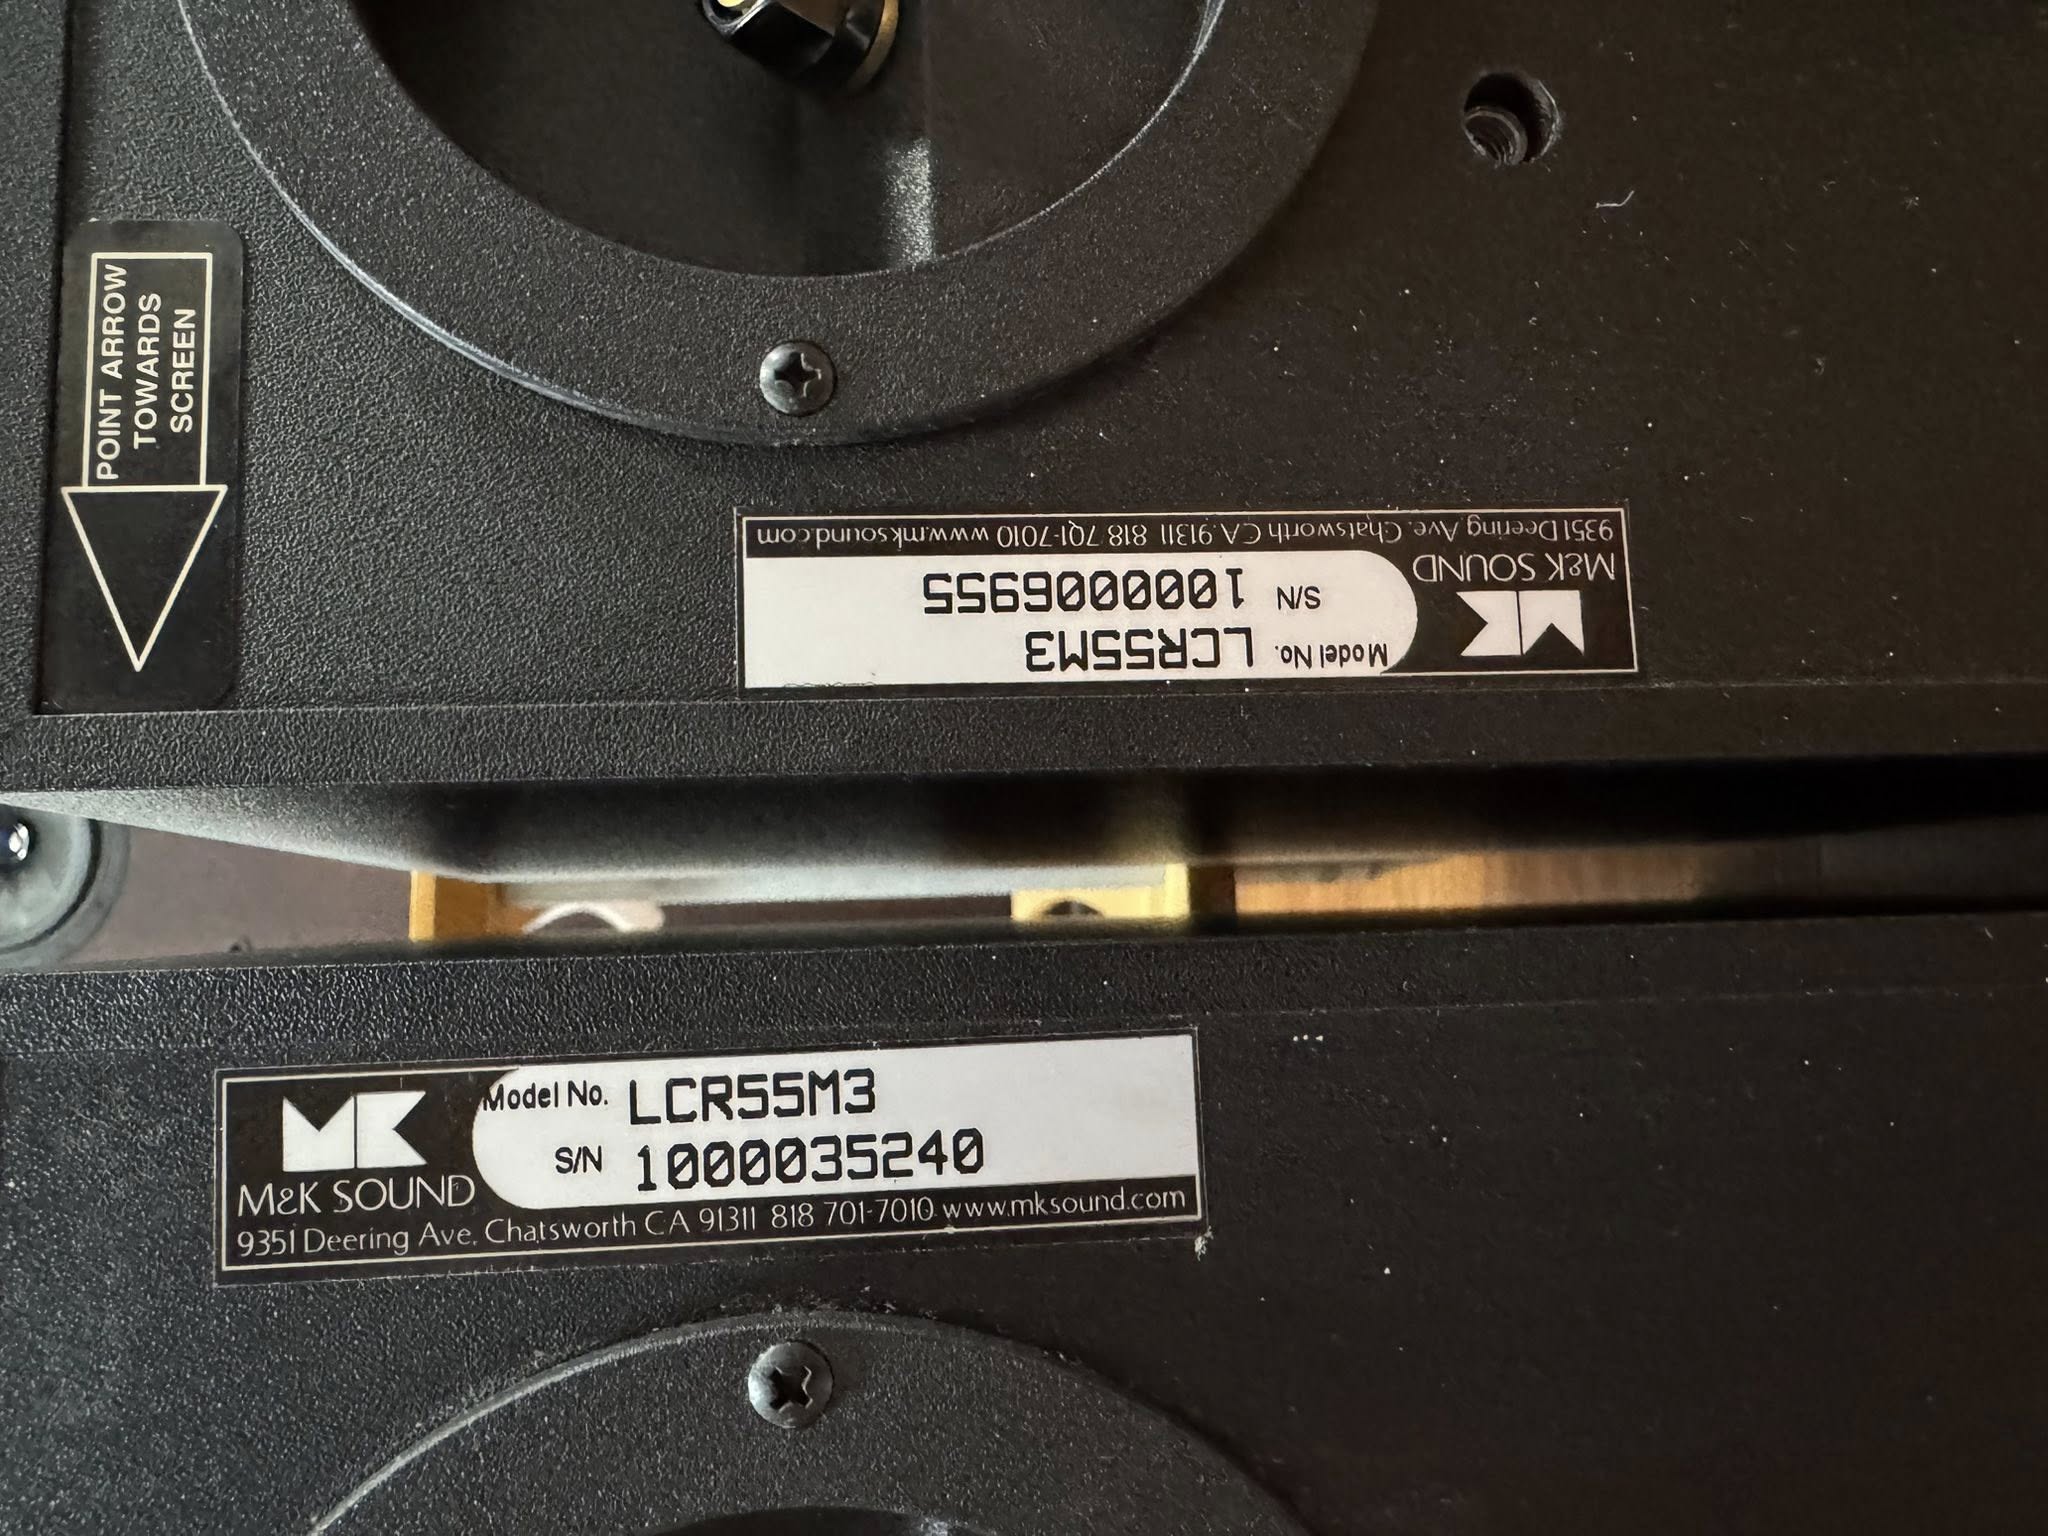 POINT ARROW
TOWARDS
SCREEN
MK
Model No. LCR55M3
S/N 1000006955
M&K SOUND
9351 Deering Ave. Chatsworth CA 91311 818 701-7010 www.mksound.com
MK
Model No. LCR55M3
S/N 1000035240
M&K SOUND
9351 Deering Ave. Chatsworth CA 91311 818 701-7010 www.mksound.com